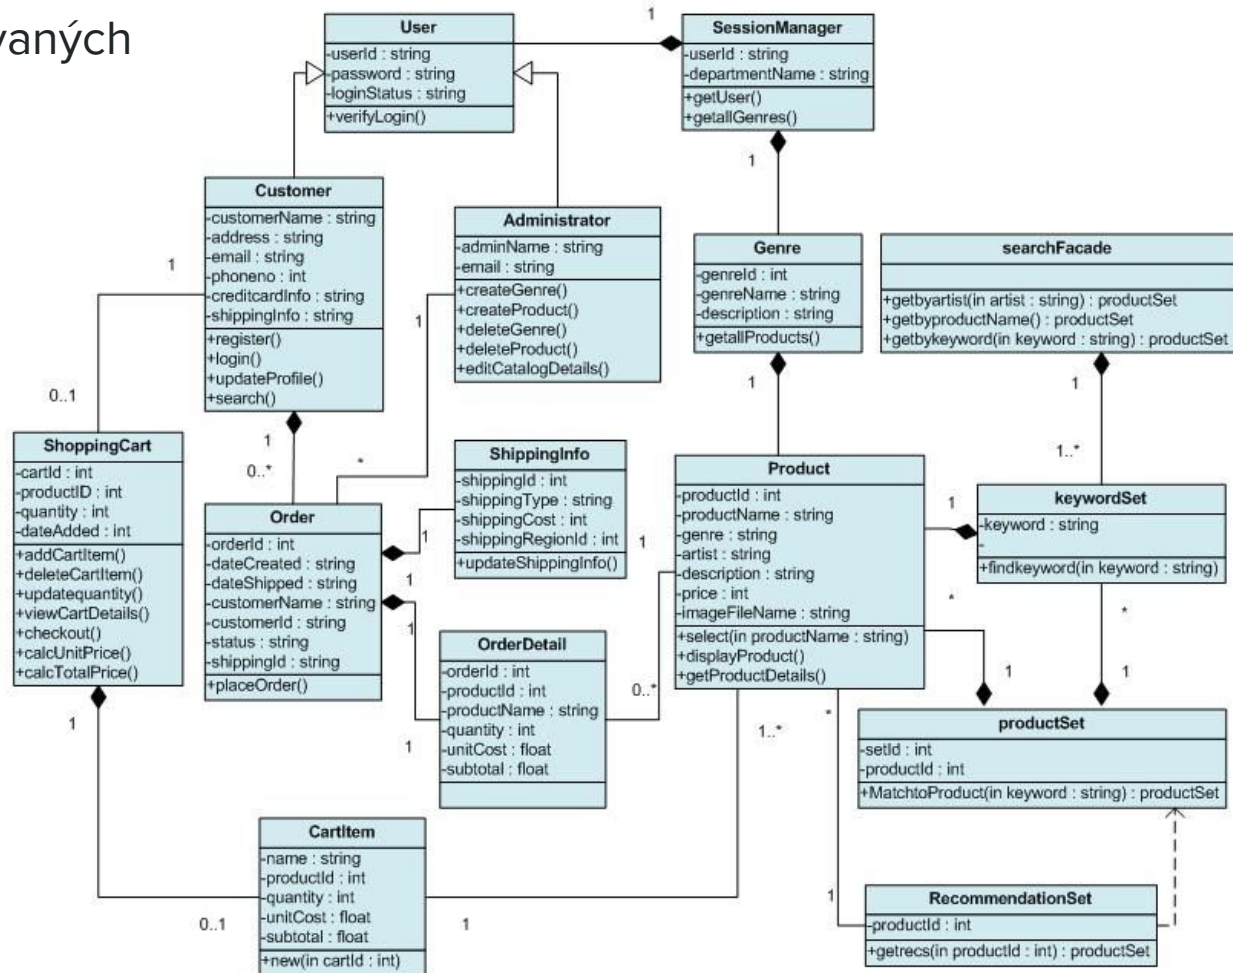 vaných
User
-userId : string
-password : string
-loginStatus : string
+verifyLogin()
1
SessionManager
-userId : string
-departmentName : string
+getUser()
+getallGenres()
1
Customer
-customerName : string
-address : string
-email : string
-phoneno : int
-creditcardInfo : string
-shippingInfo : string
+register()
+login()
+updateProfile()
+search()
1
0..1
1
0..*
Administrator
-adminName : string
-email : string
+createGenre()
+createProduct()
+deleteGenre()
+deleteProduct()
+editCatalogDetails()
1
*
Genre
-genreId : int
-genreName : string
-description : string
+getallProducts()
1
searchFacade
+getbyartist(in artist : string) : productSet
+getbyproductName() : productSet
+getbykeyword(in keyword : string) : productSet
1
1..*
ShoppingCart
-cartId : int
-productID : int
-quantity : int
-dateAdded : int
+addCartItem()
+deleteCartItem()
+updatequantity()
+viewCartDetails()
+checkout()
+calcUnitPrice()
+calcTotalPrice()
1
0..1
Order
-orderId : int
-dateCreated : string
-dateShipped : string
-customerName : string
-customerId : string
-status : string
-shippingId : string
+placeOrder()
1
1
1
1
ShippingInfo
-shippingId : int
-shippingType : string
-shippingCost : int
-shippingRegionId : int
+updateShippingInfo()
OrderDetail
-orderId : int
-productId : int
-productName : string
-quantity : int
-unitCost : float
-subtotal : float
1
0..*
Product
-productId : int
-productName : string
-genre : string
-artist : string
-description : string
-price : int
-imageFileName : string
+select(in productName : string)
+displayProduct()
+getProductDetails()
1
*
1
1..*
*
keywordSet
-keyword : string
-
+findkeyword(in keyword : string)
*
1
productSet
-setId : int
-productId : int
+MatchtoProduct(in keyword : string) : productSet
CartItem
-name : string
-productId : int
-quantity : int
-unitCost : float
-subtotal : float
+new(in cartId : int)
1
1
RecommendationSet
-productId : int
+getrecs(in productId : int) : productSet